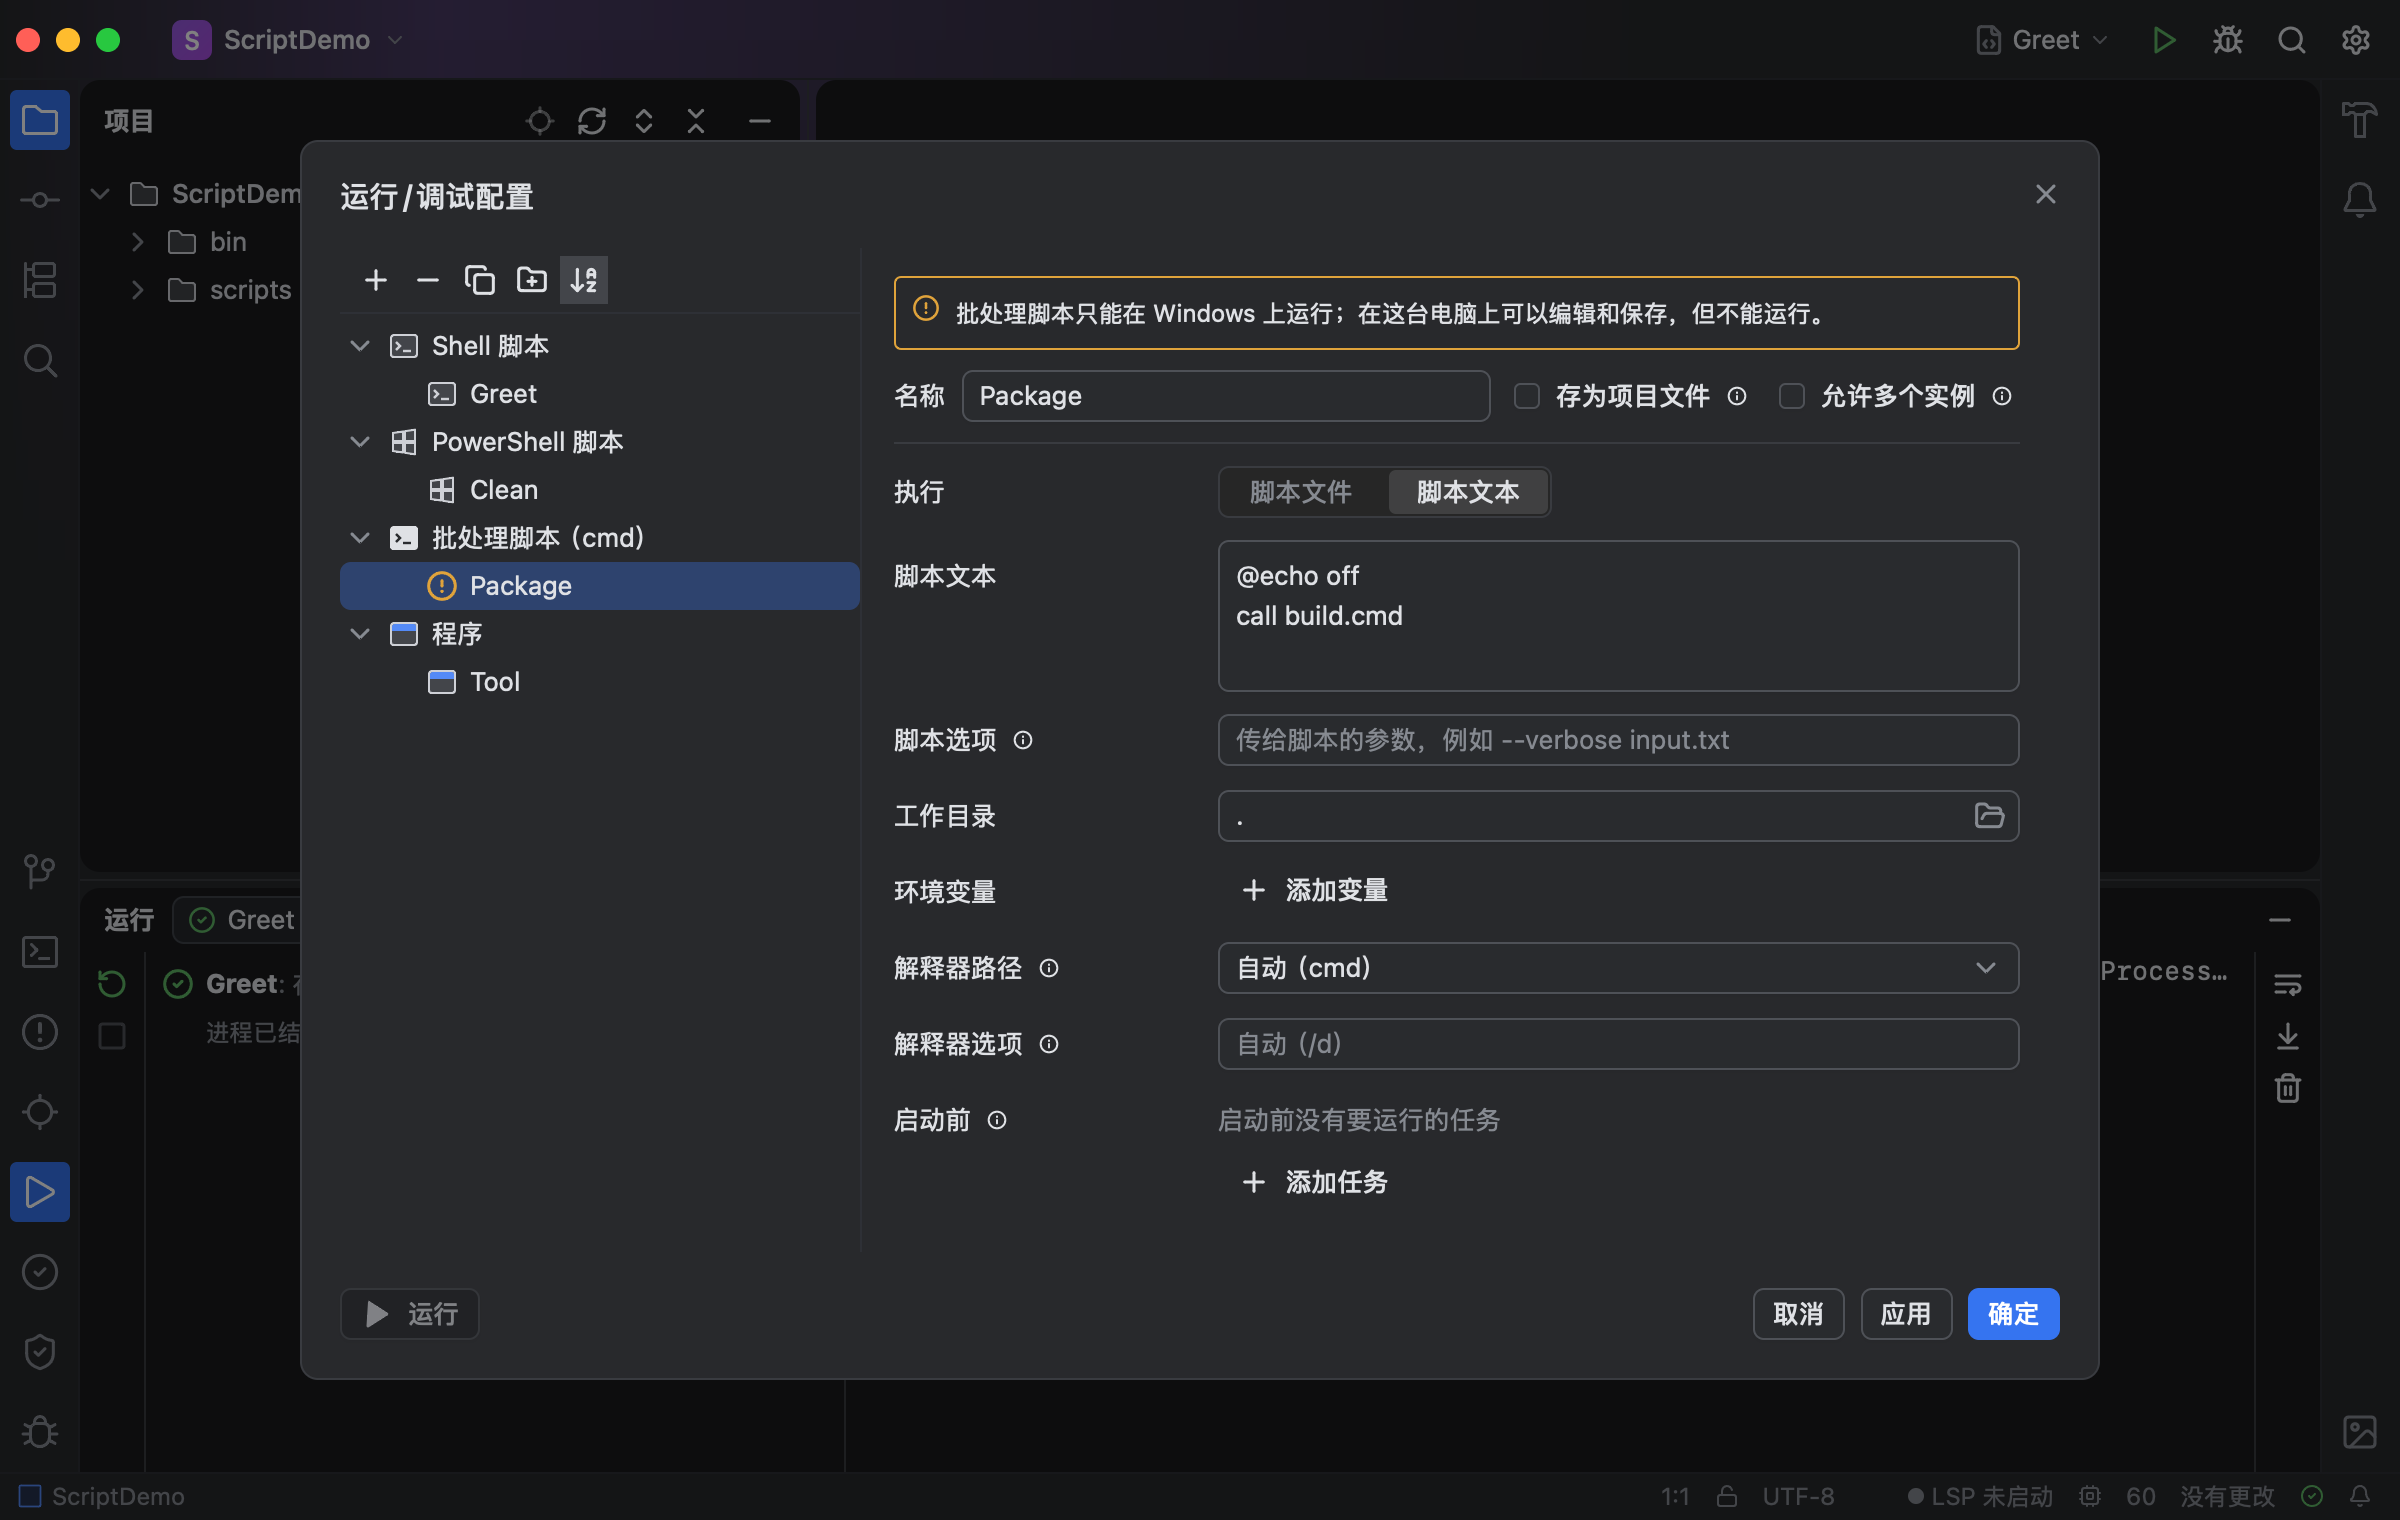 S ScriptDemo
Greet
项目
ScriptDem
bin
scripts
运行/调试配置
Shell 脚本
Greet
PowerShell 脚本
Clean
批处理脚本（cmd）
Package
程序
Tool
批处理脚本只能在 Windows 上运行；在这台电脑上可以编辑和保存，但不能运行。
名称 Package 存为项目文件 允许多个实例
执行 脚本文件 脚本文本
脚本文本 @echo off
call build.cmd
脚本选项 传给脚本的参数，例如 --verbose input.txt
工作目录 .
环境变量 添加变量
解释器路径 自动（cmd）
解释器选项 自动（/d）
启动前 启动前没有要运行的任务
添加任务
运行 取消 应用 确定
运行 Greet
Greet:
进程已结
Process…
ScriptDemo 1:1 UTF-8 LSP 未启动 60 没有更改